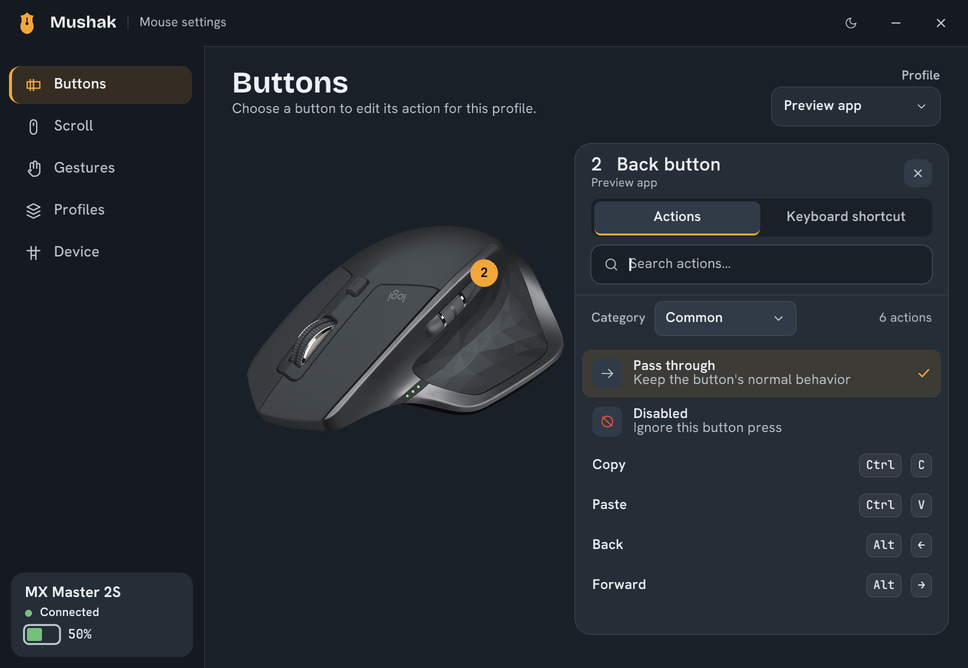 Mushak
Mouse settings
Buttons
Scroll
Gestures
Profiles
Device
MX Master 2S
Connected
50%
Buttons
Choose a button to edit its action for this profile.
Profile
Preview app
logi
2
2 Back button
Preview app
Actions
Keyboard shortcut
Search actions...
Category
Common
6 actions
Pass through
Keep the button's normal behavior
Disabled
Ignore this button press
Copy Ctrl C
Paste Ctrl V
Back Alt ←
Forward Alt →